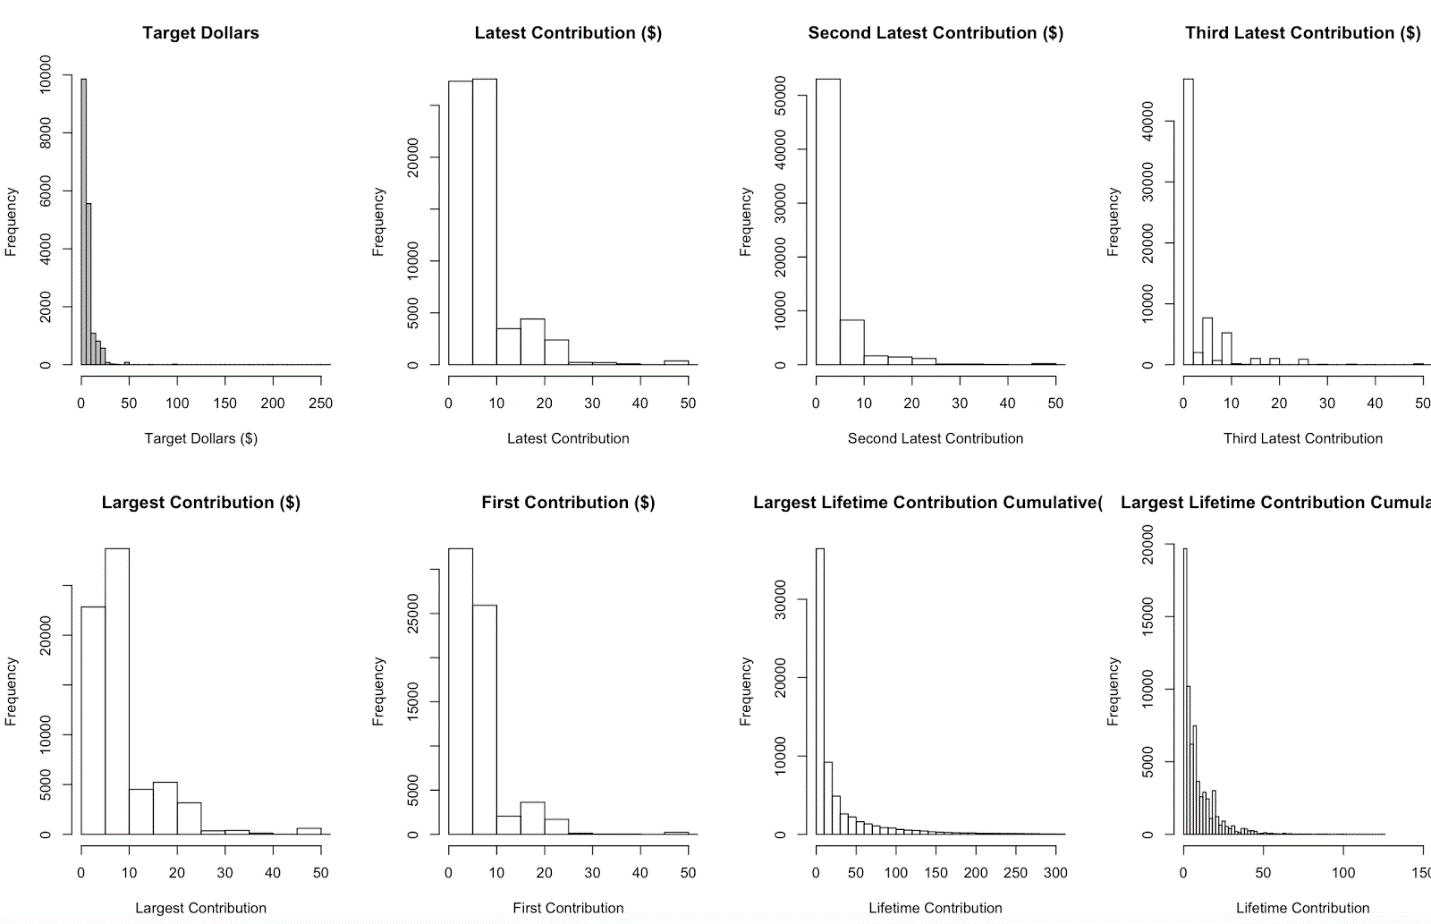 Target Dollars
Frequency
0 2000 4000 6000 8000 10000
0 50 100 150 200 250
Target Dollars ($)
Latest Contribution ($)
Frequency
0 5000 10000 20000
0 10 20 30 40 50
Latest Contribution
Second Latest Contribution ($)
Frequency
0 10000 20000 30000 40000 50000
0 10 20 30 40 50
Second Latest Contribution
Third Latest Contribution ($)
Frequency
0 10000 20000 30000 40000
0 10 20 30 40 50
Third Latest Contribution
Largest Contribution ($)
Frequency
0 5000 10000 20000
0 10 20 30 40 50
Largest Contribution
First Contribution ($)
Frequency
0 5000 15000 25000
0 10 20 30 40 50
First Contribution
Largest Lifetime Contribution Cumulative(
Frequency
0 10000 20000 30000
0 50 100 150 200 250 300
Lifetime Contribution
Largest Lifetime Contribution Cumula
Frequency
0 5000 10000 15000 20000
0 50 100 150
Lifetime Contribution